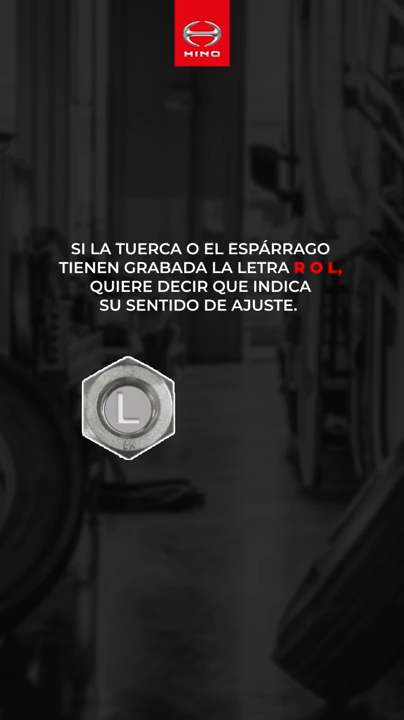 HINO
SI LA TUERCA O EL ESPÁRRAGO
TIENEN GRABADA LA LETRA R O L,
QUIERE DECIR QUE INDICA
SU SENTIDO DE AJUSTE.
L